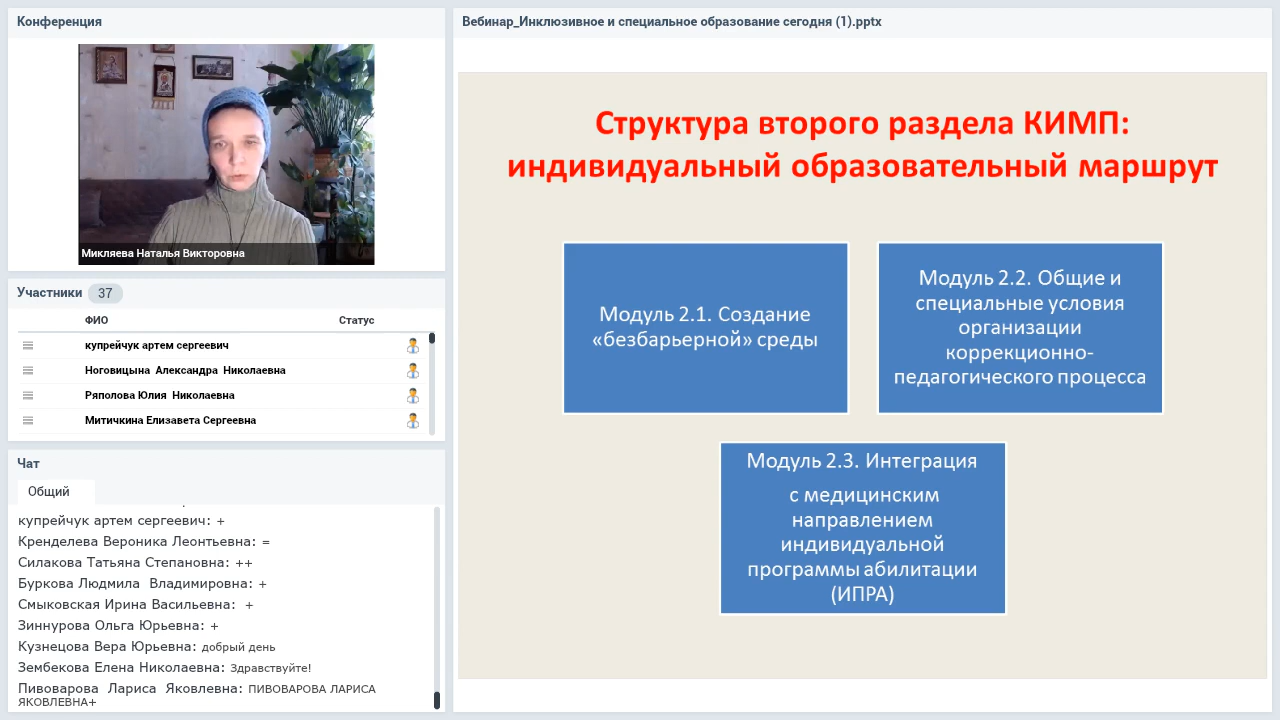 Конференция
Микляева Наталья Викторовна
Участники 37
ФИО Статус
купрейчук артем сергеевич
Ноговицына Александра Николаевна
Ряполова Юлия Николаевна
Митичкина Елизавета Сергеевна
Чат
Общий
купрейчук артем сергеевич: +
Кренделева Вероника Леонтьевна: =
Силакова Татьяна Степановна: ++
Буркова Людмила Владимировна: +
Смыковская Ирина Васильевна: +
Зиннурова Ольга Юрьевна: +
Кузнецова Вера Юрьевна: добрый день
Зембекова Елена Николаевна: Здравствуйте!
Пивоварова Лариса Яковлевна: ПИВОВАРОВА ЛАРИСА
ЯКОВЛЕВНА+
Вебинар_Инклюзивное и специальное образование сегодня (1).pptx
Структура второго раздела КИМП:
индивидуальный образовательный маршрут
Модуль 2.1. Создание
«безбарьерной» среды
Модуль 2.2. Общие и
специальные условия
организации
коррекционно-
педагогического процесса
Модуль 2.3. Интеграция
с медицинским
направлением
индивидуальной
программы абилитации
(ИПРА)